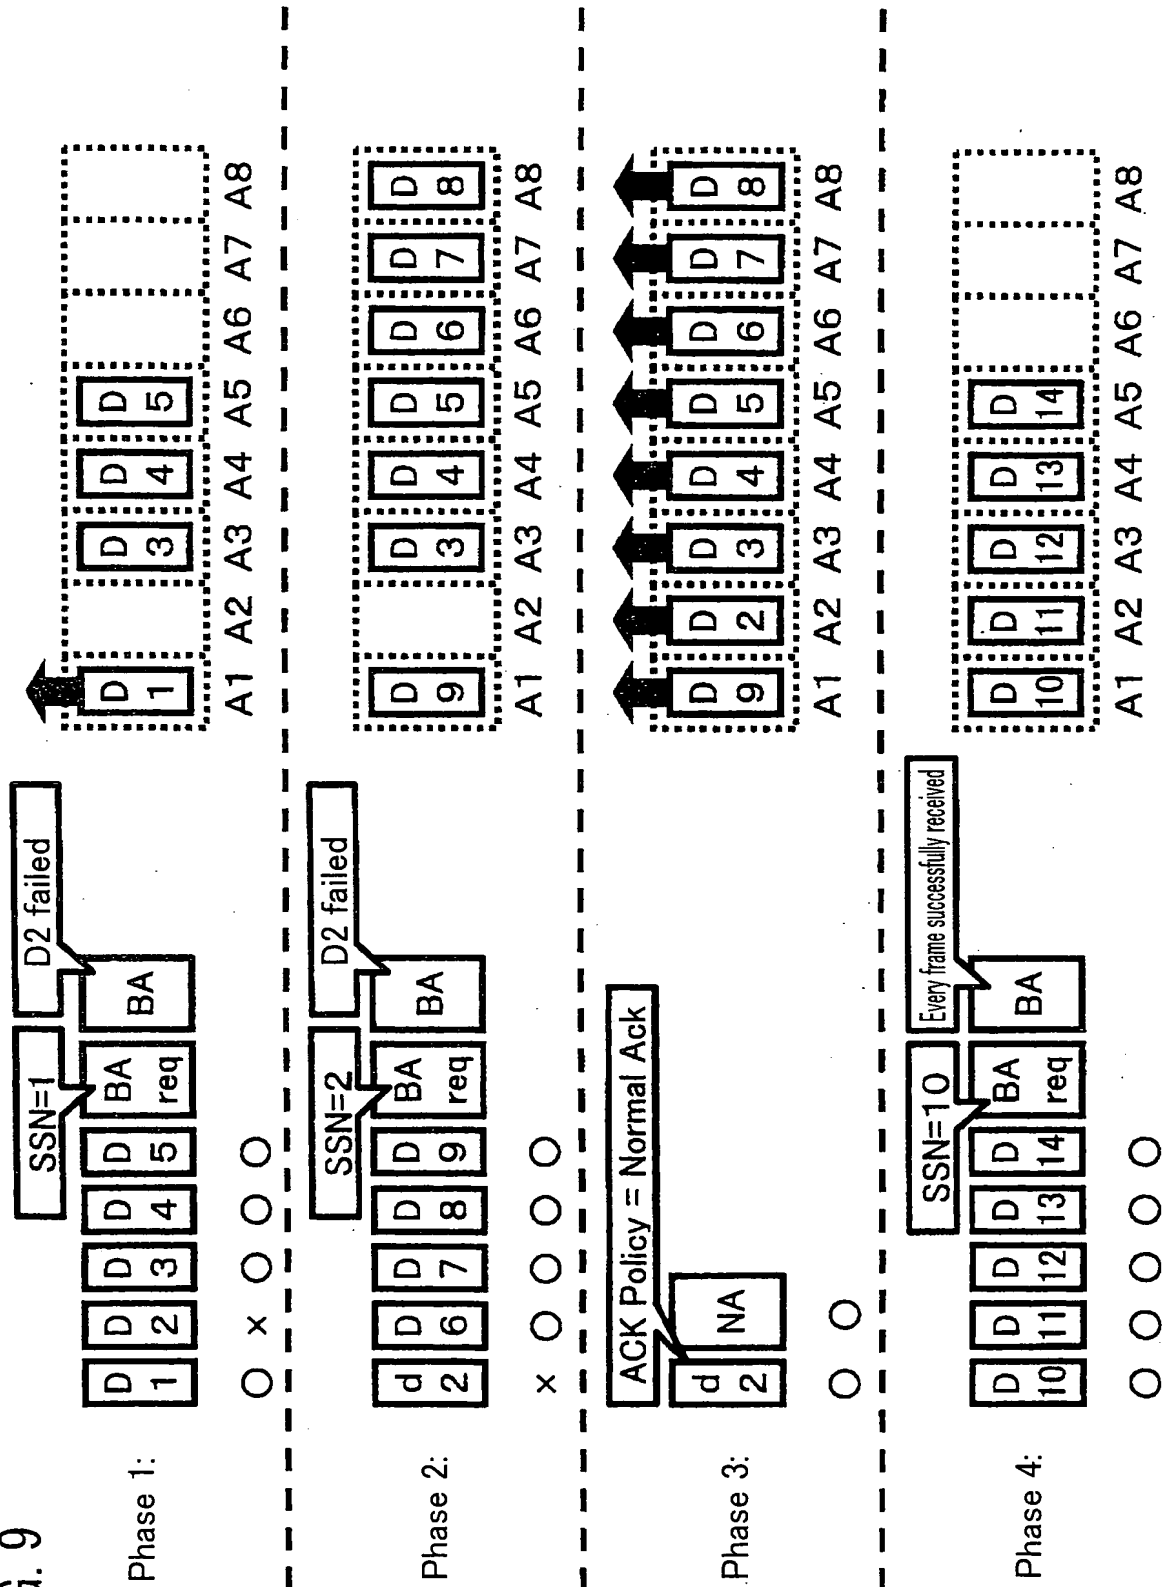 G. 9
Phase 1:
D 1
D 2
D 3
D 4
D 5
BA req
BA
SSN=1
D2 failed
O x O O O
D 1
D 3
D 4
D 5
A1 A2 A3 A4 A5 A6 A7 A8
Phase 2:
d 2
D 6
D 7
D 8
D 9
BA req
BA
SSN=2
D2 failed
x O O O O
D 9
D 3
D 4
D 5
D 6
D 7
D 8
A1 A2 A3 A4 A5 A6 A7 A8
Phase 3:
d 2
NA
ACK Policy = Normal Ack
O O
D 9
D 2
D 3
D 4
D 5
D 6
D 7
D 8
A1 A2 A3 A4 A5 A6 A7 A8
Phase 4:
D 10
D 11
D 12
D 13
D 14
BA req
BA
SSN=10
Every frame successfully received
O O O O O
D 10
D 11
D 12
D 13
D 14
A1 A2 A3 A4 A5 A6 A7 A8